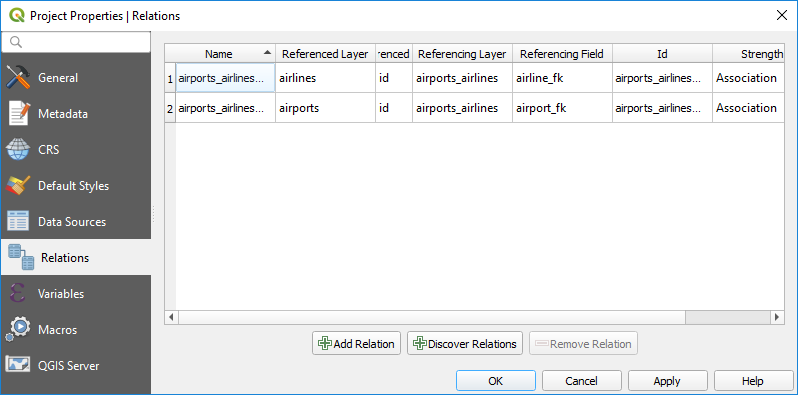 Project Properties | Relations
General
Metadata
CRS
Default Styles
Data Sources
Relations
Variables
Macros
QGIS Server
Name Referenced Layer erenced Referencing Layer Referencing Field Id Strength
1 airports_airlines... airlines id airports_airlines airline_fk airports_airlines... Association
2 airports_airlines... airports id airports_airlines airport_fk airports_airlines... Association
Add Relation Discover Relations Remove Relation
OK Cancel Apply Help